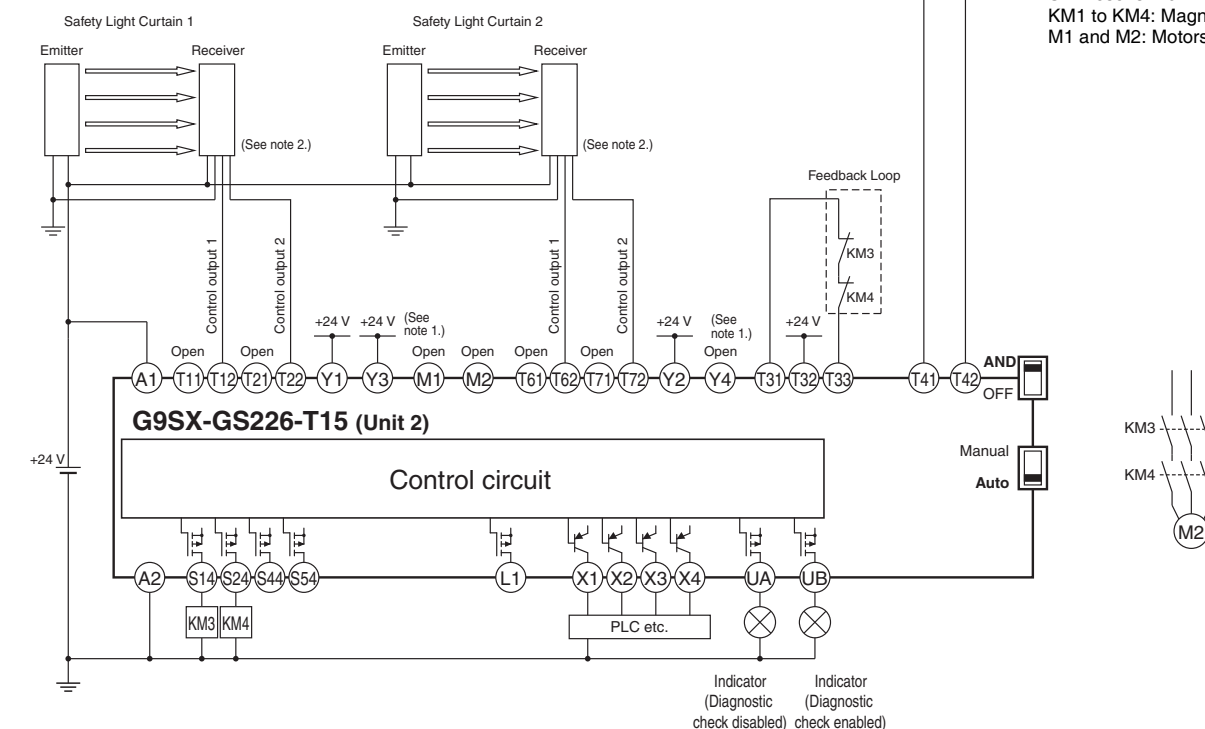 KM1 to KM4: Magn
M1 and M2: Motors
Safety Light Curtain 1
Safety Light Curtain 2
Emitter
Receiver
Emitter
Receiver
(See note 2.)
(See note 2.)
Feedback Loop
KM3
KM4
Control output 1
Control output 2
Control output 1
Control output 2
+24 V
+24 V
(See note 1.)
+24 V
(See note 1.)
+24 V
Open
Open
Open
Open
Open
Open
Open
A1
T11
T12
T21
T22
Y1
Y3
M1
M2
T61
T62
T71
T72
Y2
Y4
T31
T32
T33
T41
T42
AND
OFF
G9SX-GS226-T15 (Unit 2)
Manual
Auto
Control circuit
+24 V
KM3
KM4
M2
A2
S14
S24
S44
S54
L1
X1
X2
X3
X4
UA
UB
KM3
KM4
PLC etc.
Indicator
(Diagnostic
check disabled)
Indicator
(Diagnostic
check enabled)